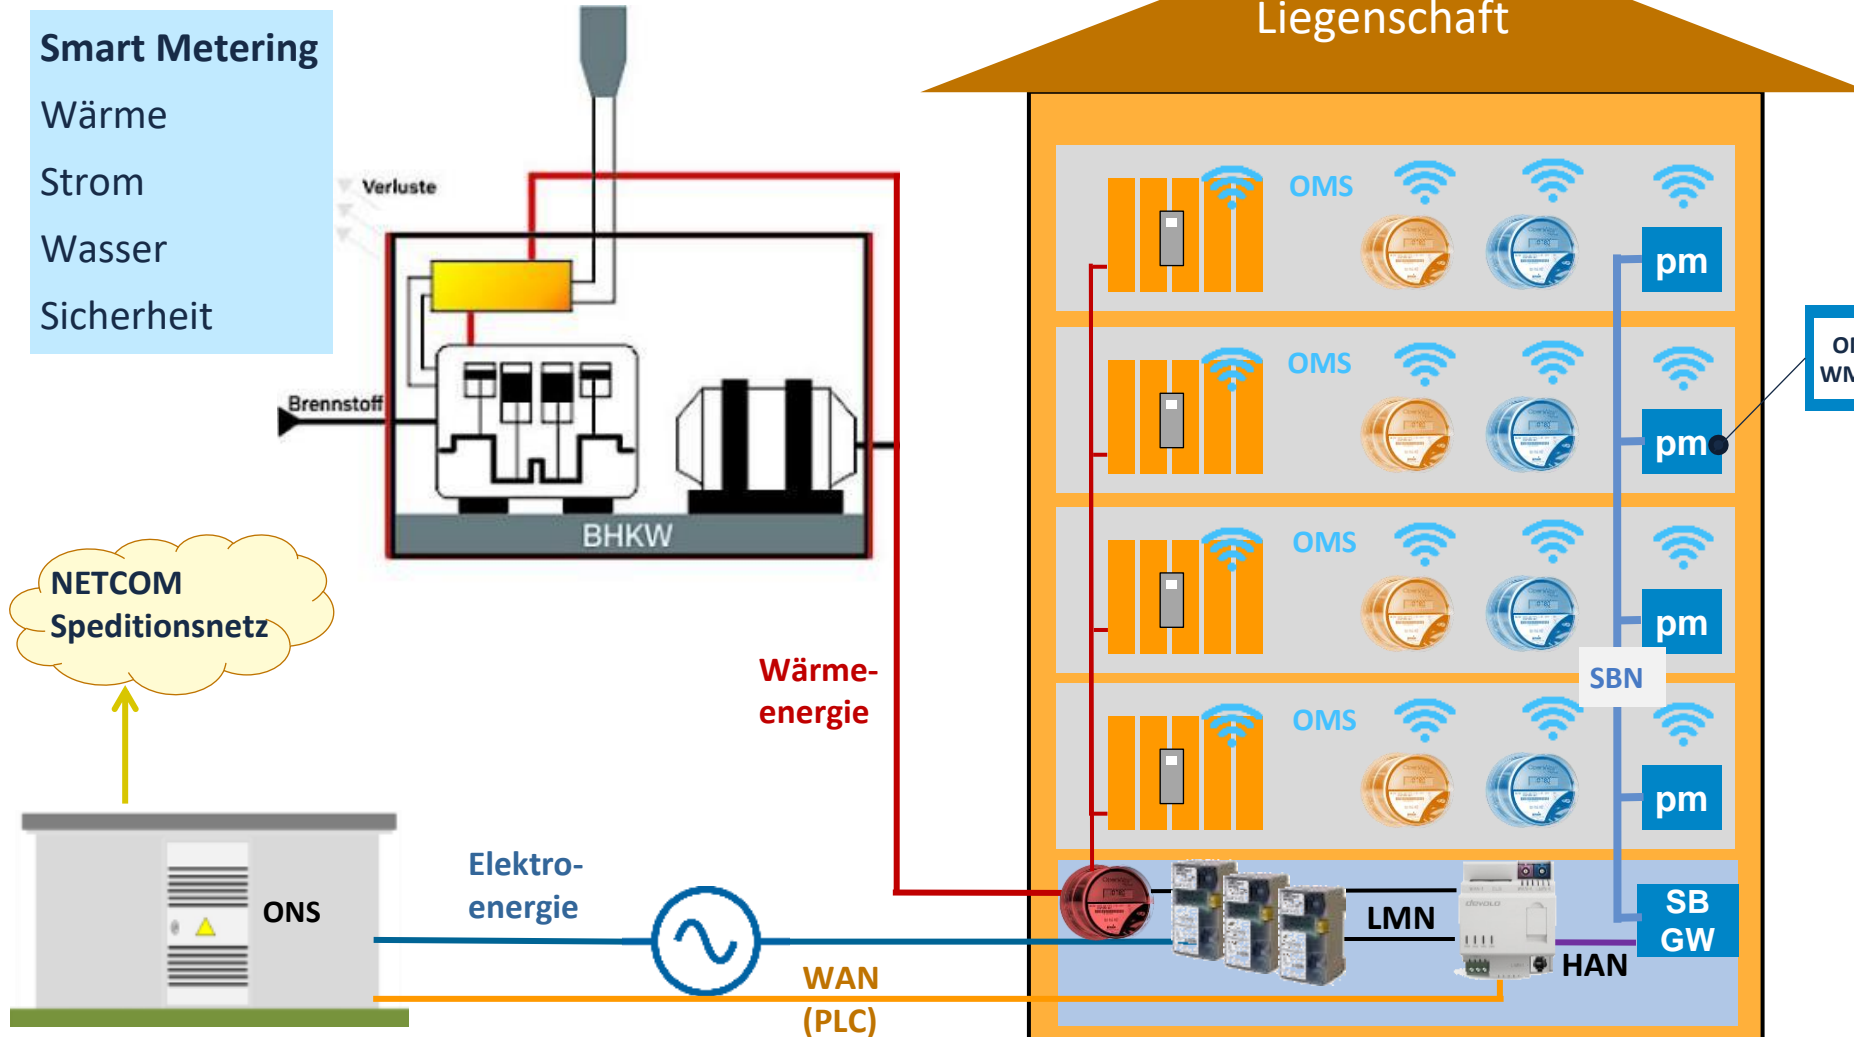 Smart Metering
Wärme
Strom
Wasser
Sicherheit
Liegenschaft
Verluste
Brennstoff
BHKW
NETCOM
Speditionsnetz
Wärme-
energie
Elektro-
energie
ONS
WAN
(PLC)
OMS
pm
OMS
pm
OMS
pm
SBN
OMS
pm
LMN
devolo
HAN
SB
GW